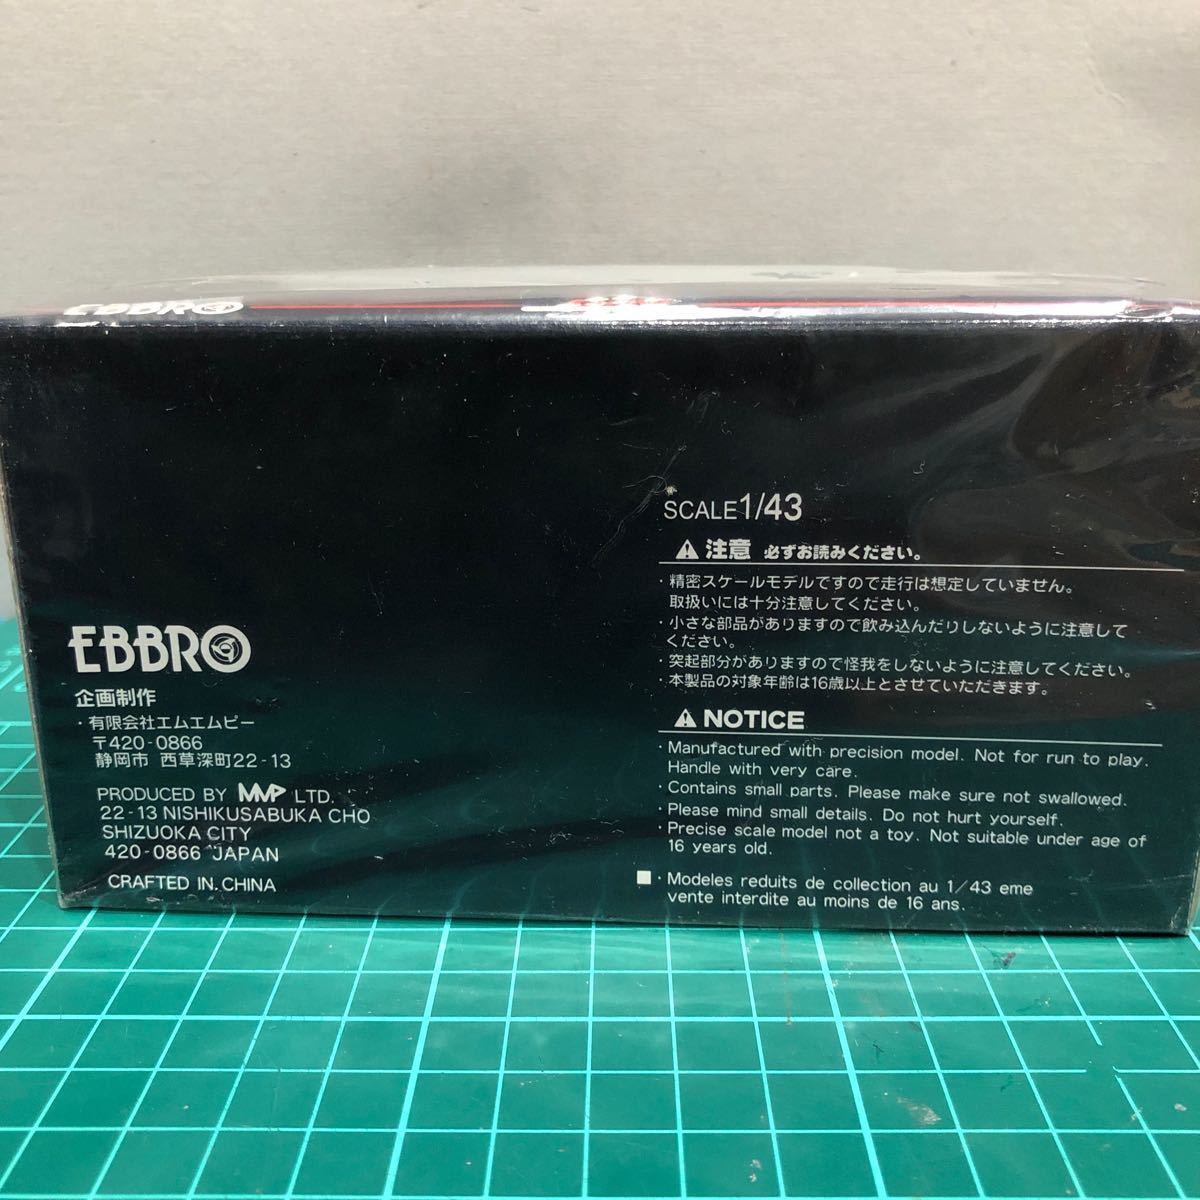 EBBRO
EBBRO
企画制作
・有限会社エムエムピー
〒420-0866
静岡市 西草深町22-13
PRODUCED BY MMP LTD.
22-13 NISHIKUSABUKA CHO
SHIZUOKA CITY
420-0866 JAPAN
CRAFTED IN CHINA
SCALE1/43
注意 必ずお読みください。
・精密スケールモデルですので走行は想定していません。
取扱いには十分注意してください。
・小さな部品がありますので飲み込んだりしないように注意して
ください。
・突起部分がありますので怪我をしないように注意してください。
・本製品の対象年齢は16歳以上とさせていただきます。
NOTICE
・Manufactured with precision model. Not for run to play.
Handle with very care.
・Contains small parts. Please make sure not swallowed.
・Please mind small details. Do not hurt yourself.
・Precise scale model not a toy. Not suitable under age of
16 years old.
■・Modeles reduits de collection au 1/43 eme
vente interdite au moins de 16 ans.